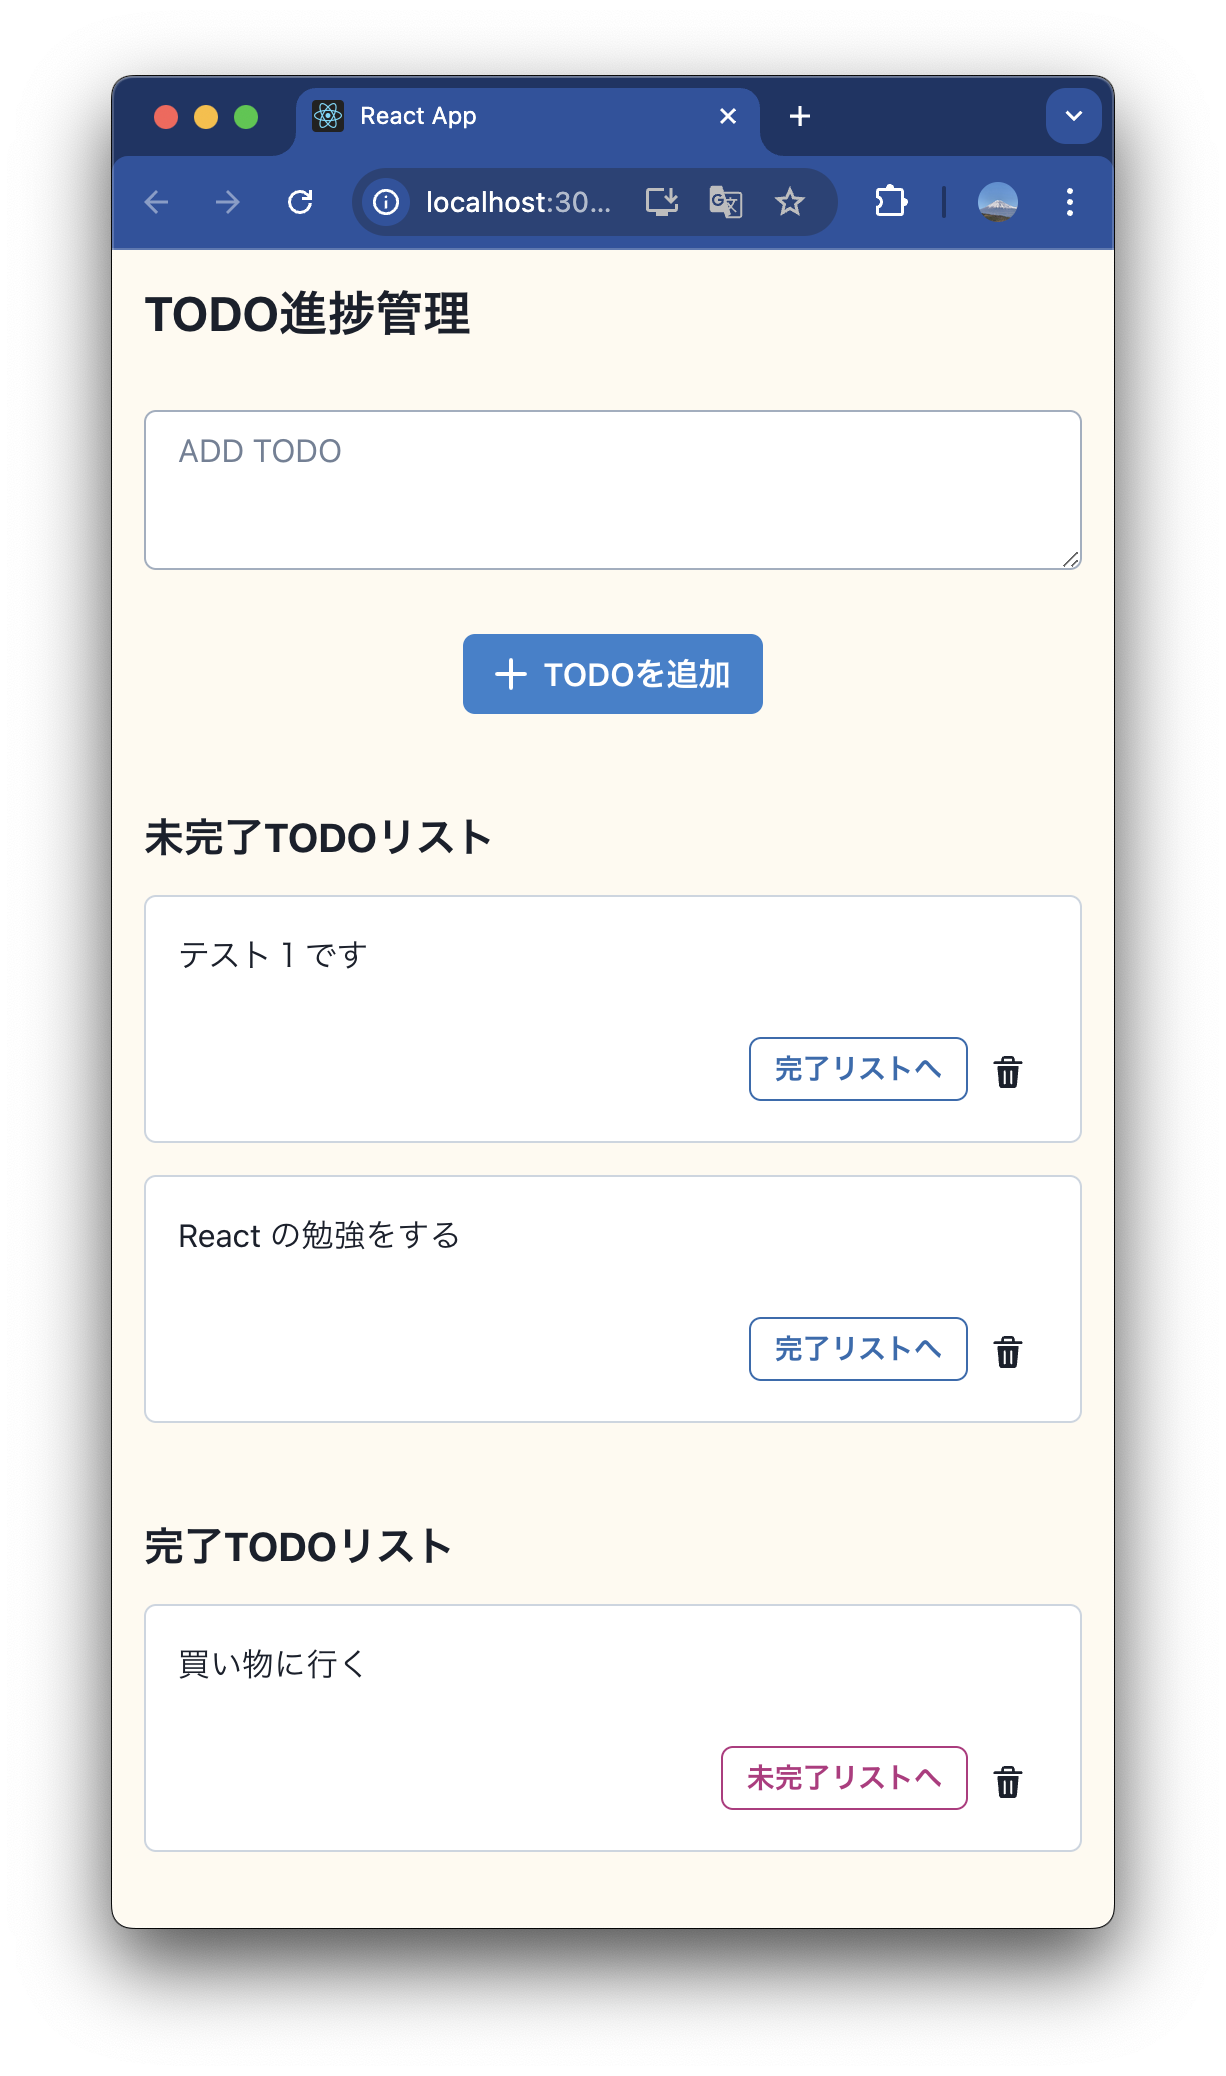 React App
localhost:30...
TODO進捗管理
ADD TODO
TODOを追加
未完了TODOリスト
テスト 1 です
完了リストへ
React の勉強をする
完了リストへ
完了TODOリスト
買い物に行く
未完了リストへ